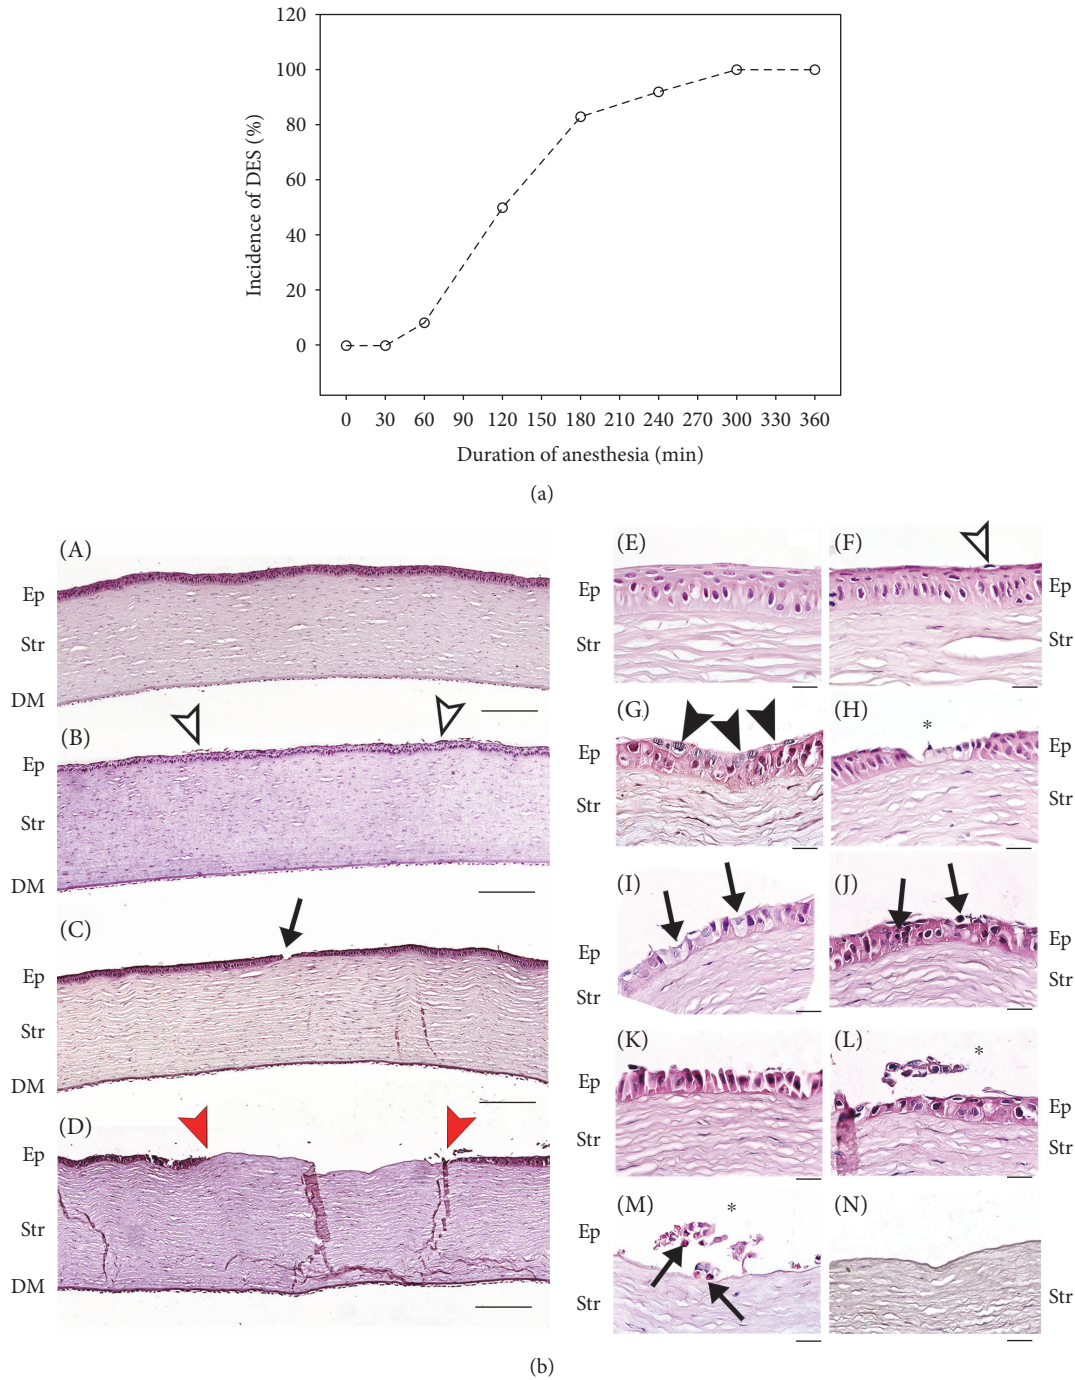 120
100
80
60
40
20
0
Incidence of DES (%)
0 30 60 90 120 150 180 210 240 270 300 330 360
Duration of anesthesia (min)
(a)
(A)
Ep
Str
DM
(B)
Ep
Str
DM
(C)
Ep
Str
DM
(D)
Ep
Str
DM
(E)
(F)
Ep
Ep
Str
Str
(G)
(H)
*
Ep
Ep
Str
Str
(I)
(J)
Ep
Ep
Str
Str
(K)
(L)
*
Ep
Ep
Str
Str
(M)
(N)
*
Ep
Str
Str
(b)